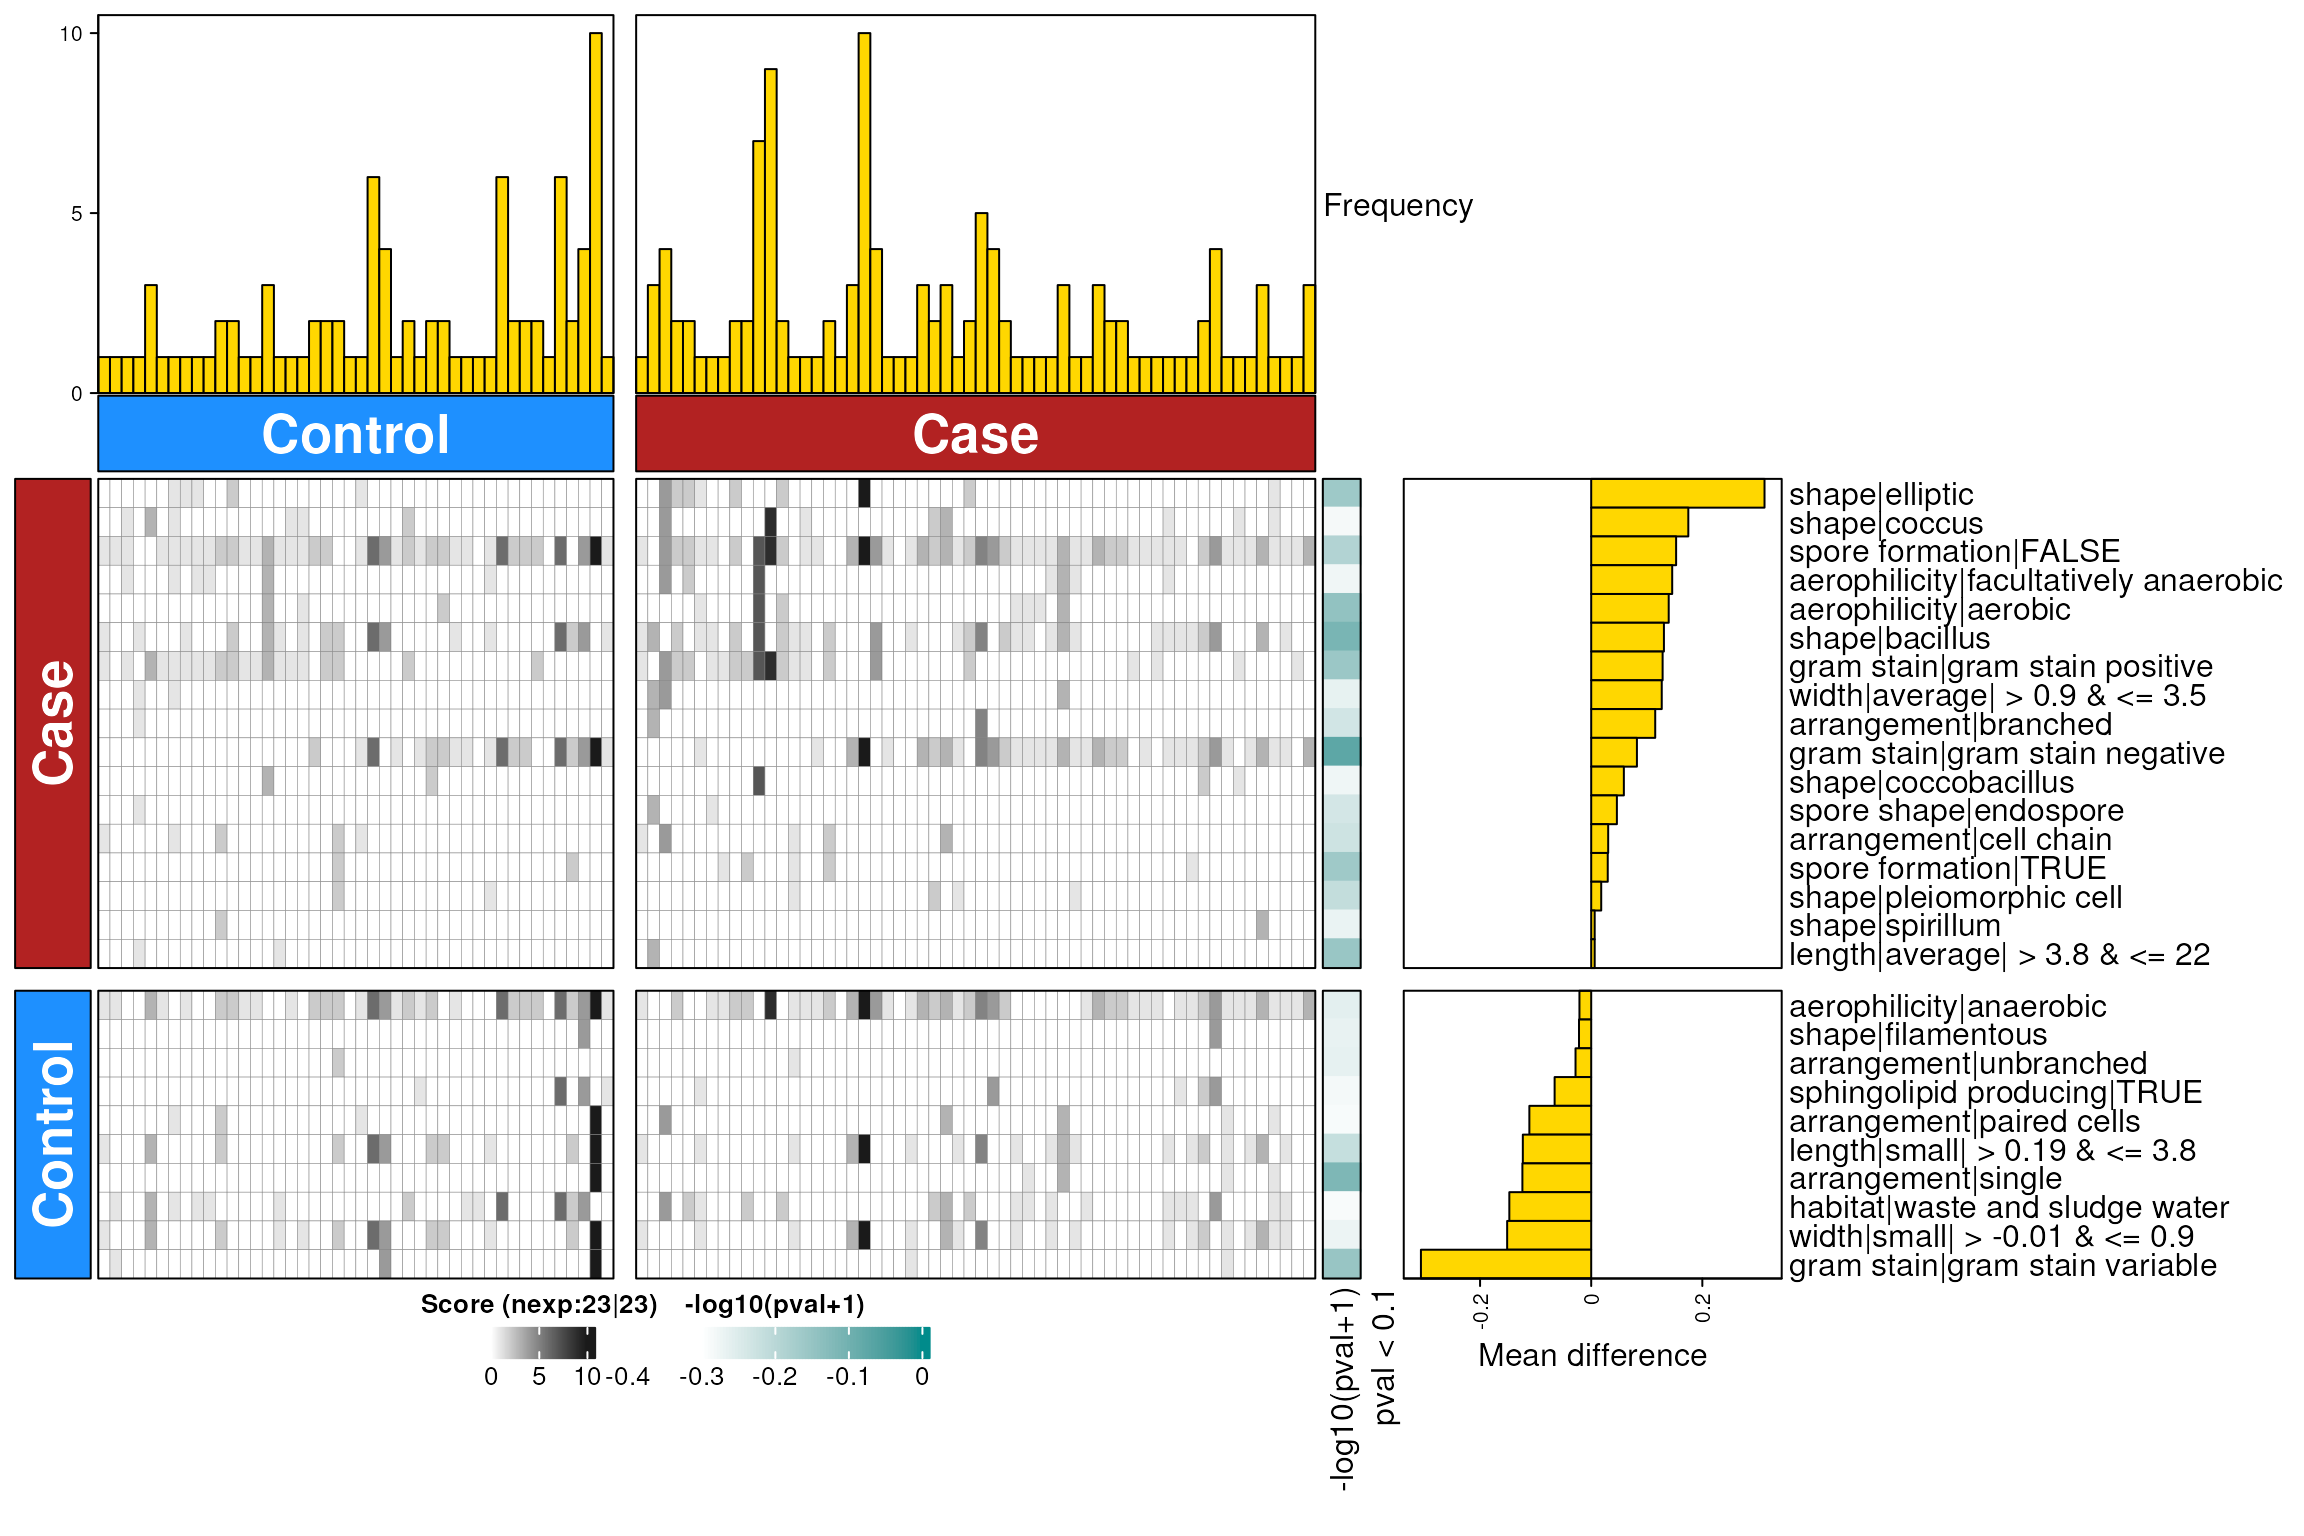 10
5
0
Frequency
Control
Case
Case
shape|elliptic
shape|coccus
spore formation|FALSE
aerophilicity|facultatively anaerobic
aerophilicity|aerobic
shape|bacillus
gram stain|gram stain positive
width|average| > 0.9 & <= 3.5
arrangement|branched
gram stain|gram stain negative
shape|coccobacillus
spore shape|endospore
arrangement|cell chain
spore formation|TRUE
shape|pleiomorphic cell
shape|spirillum
length|average| > 3.8 & <= 22
Control
aerophilicity|anaerobic
shape|filamentous
arrangement|unbranched
sphingolipid producing|TRUE
arrangement|paired cells
length|small| > 0.19 & <= 3.8
arrangement|single
habitat|waste and sludge water
width|small| > -0.01 & <= 0.9
gram stain|gram stain variable
Score (nexp:23|23)
0 5 10
-log10(pval+1)
-0.4 -0.3 -0.2 -0.1 0
-log10(pval+1)
pval < 0.1
-0.2 0 0.2
Mean difference